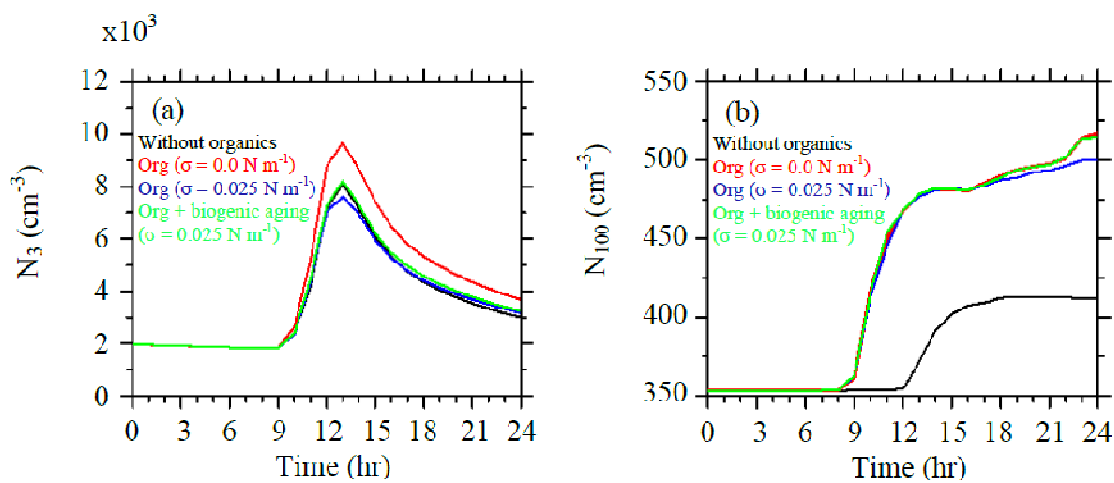 x10³
12
10
8
6
4
2
0
(a)
Without organics
Org (σ = 0.0 N m⁻¹)
Org (σ = 0.025 N m⁻¹)
Org + biogenic aging
(σ = 0.025 N m⁻¹)
N₃ (cm⁻³)
0 3 6 9 12 15 18 21 24
Time (hr)
550
500
450
400
350
(b)
Without organics
Org (σ = 0.0 N m⁻¹)
Org (σ = 0.025 N m⁻¹)
Org + biogenic aging
(σ = 0.025 N m⁻¹)
N₁₀₀ (cm⁻³)
0 3 6 9 12 15 18 21 24
Time (hr)